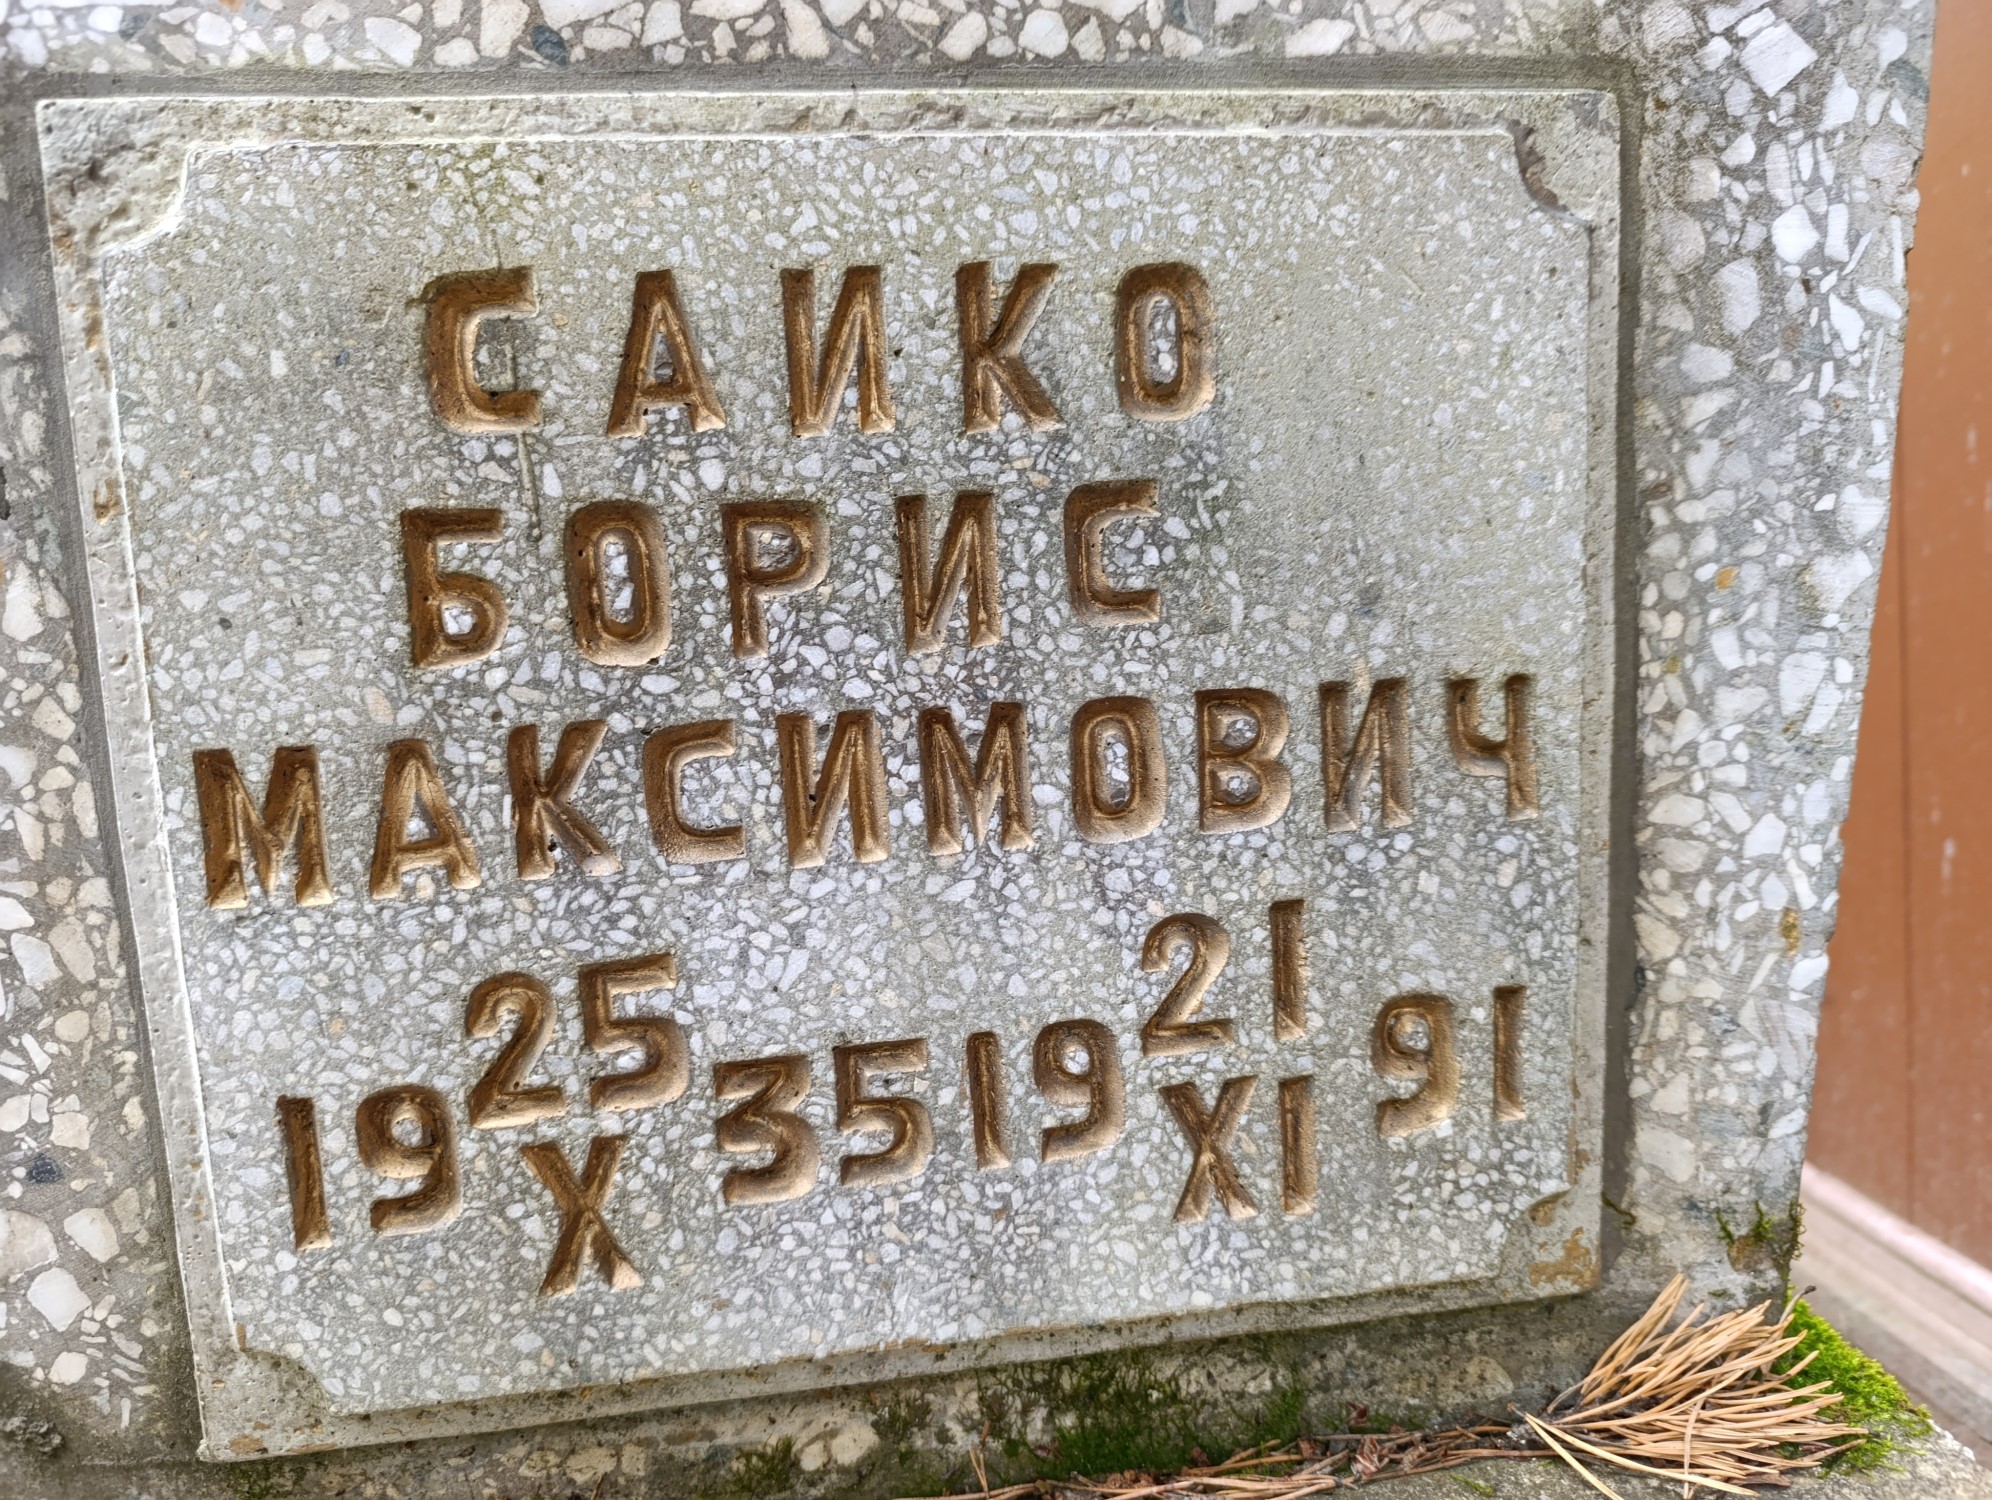 САИКО
БОРИС
МАКСИМОВИЧ
19 25/X 35 19 21/XI 91